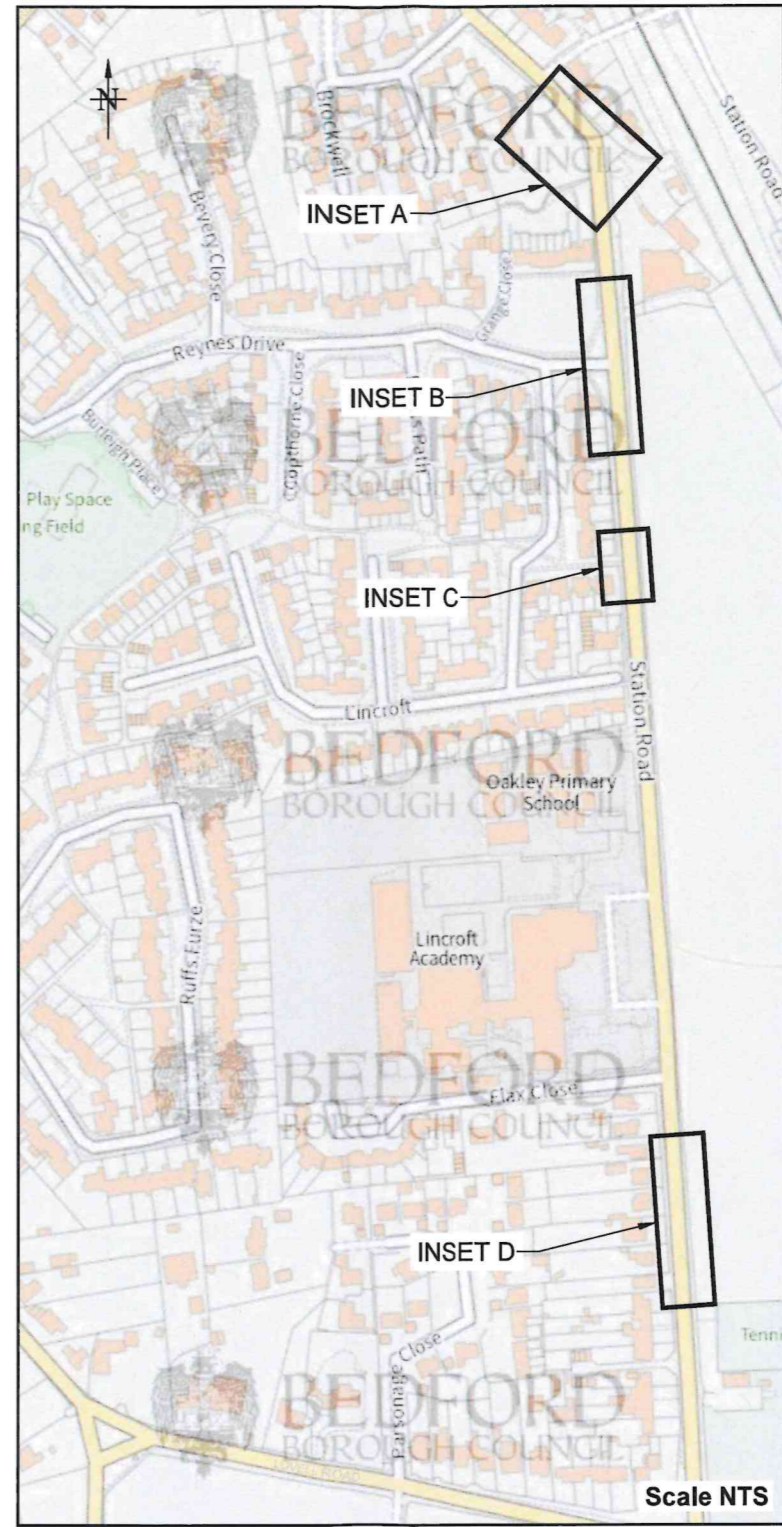 N
BEDFORD
BOROUGH COUNCIL
Brockwell
Station Road
INSET A
Bevery Close
Grange Close
Reynes Drive
INSET B
Copthorne Close
s Path
BEDFORD
BOROUGH COUNCIL
Burleigh Place
Play Space
ng Field
INSET C
Station Road
Lincroft
BEDFORD
BOROUGH COUNCIL
Oakley Primary
School
Ruffs Furze
Lincroft
Academy
BEDFORD
BOROUGH COUNCIL
Flax Close
INSET D
Tenni
Parsonage Close
BEDFORD
BOROUGH COUNCIL
Scale NTS